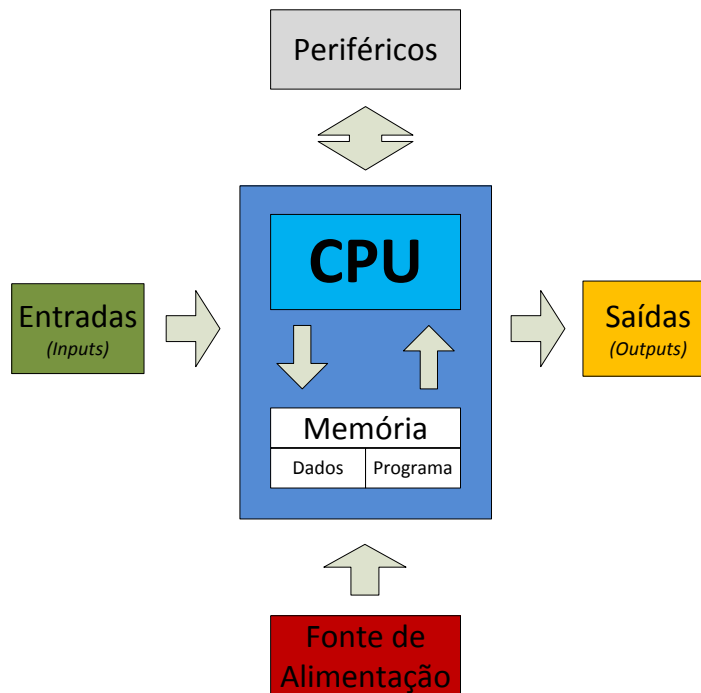 Periféricos
CPU
Entradas
(Inputs)
Saídas
(Outputs)
Memória
Dados
Programa
Fonte de
Alimentação